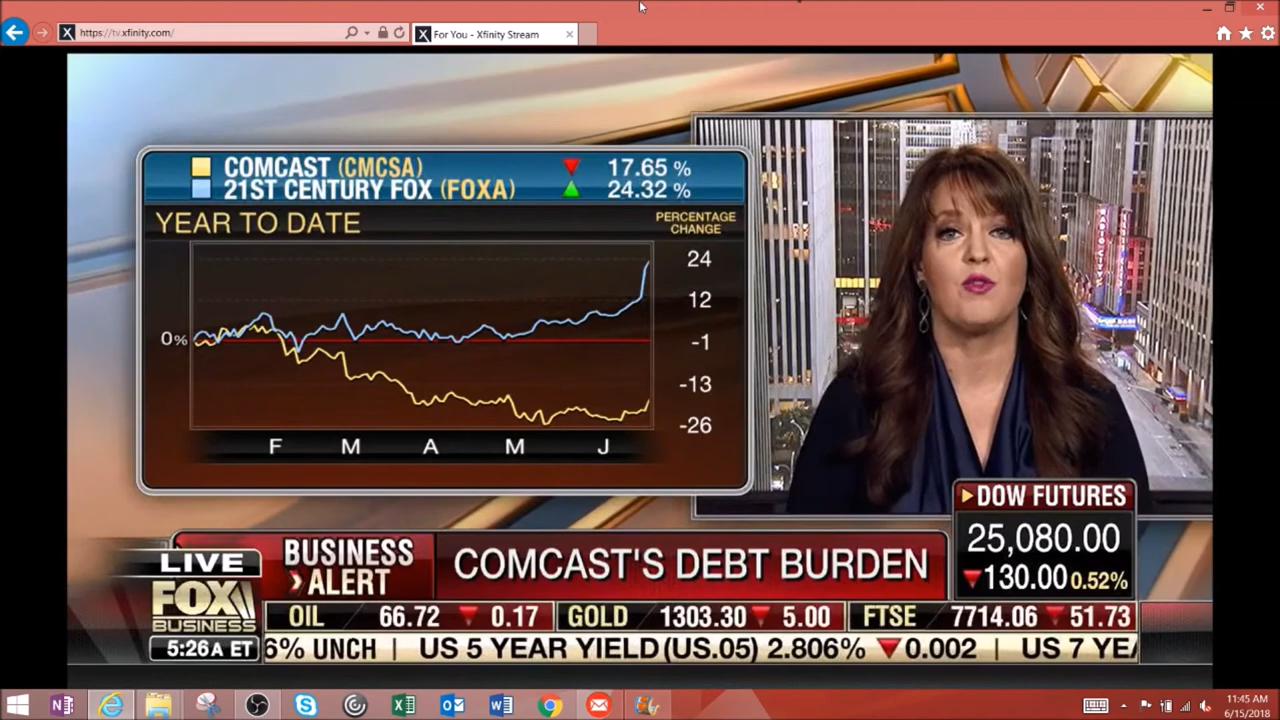 https://tv.xfinity.com/
For You - Xfinity Stream
COMCAST (CMCSA) 17.65 %
21ST CENTURY FOX (FOXA) 24.32 %
YEAR TO DATE
PERCENTAGE
CHANGE
24
12
0%
-1
-13
-26
F M A M J
RADIO CITY
DOW FUTURES
25,080.00
130.00 0.52%
BUSINESS
ALERT
COMCAST'S DEBT BURDEN
LIVE
FOX
BUSINESS
5:26A ET
OIL 66.72 0.17 GOLD 1303.30 5.00 FTSE 7714.06 51.73
6% UNCH | US 5 YEAR YIELD (US.05) 2.806% 0.002 | US 7 YEA
11:45 AM
6/15/2018